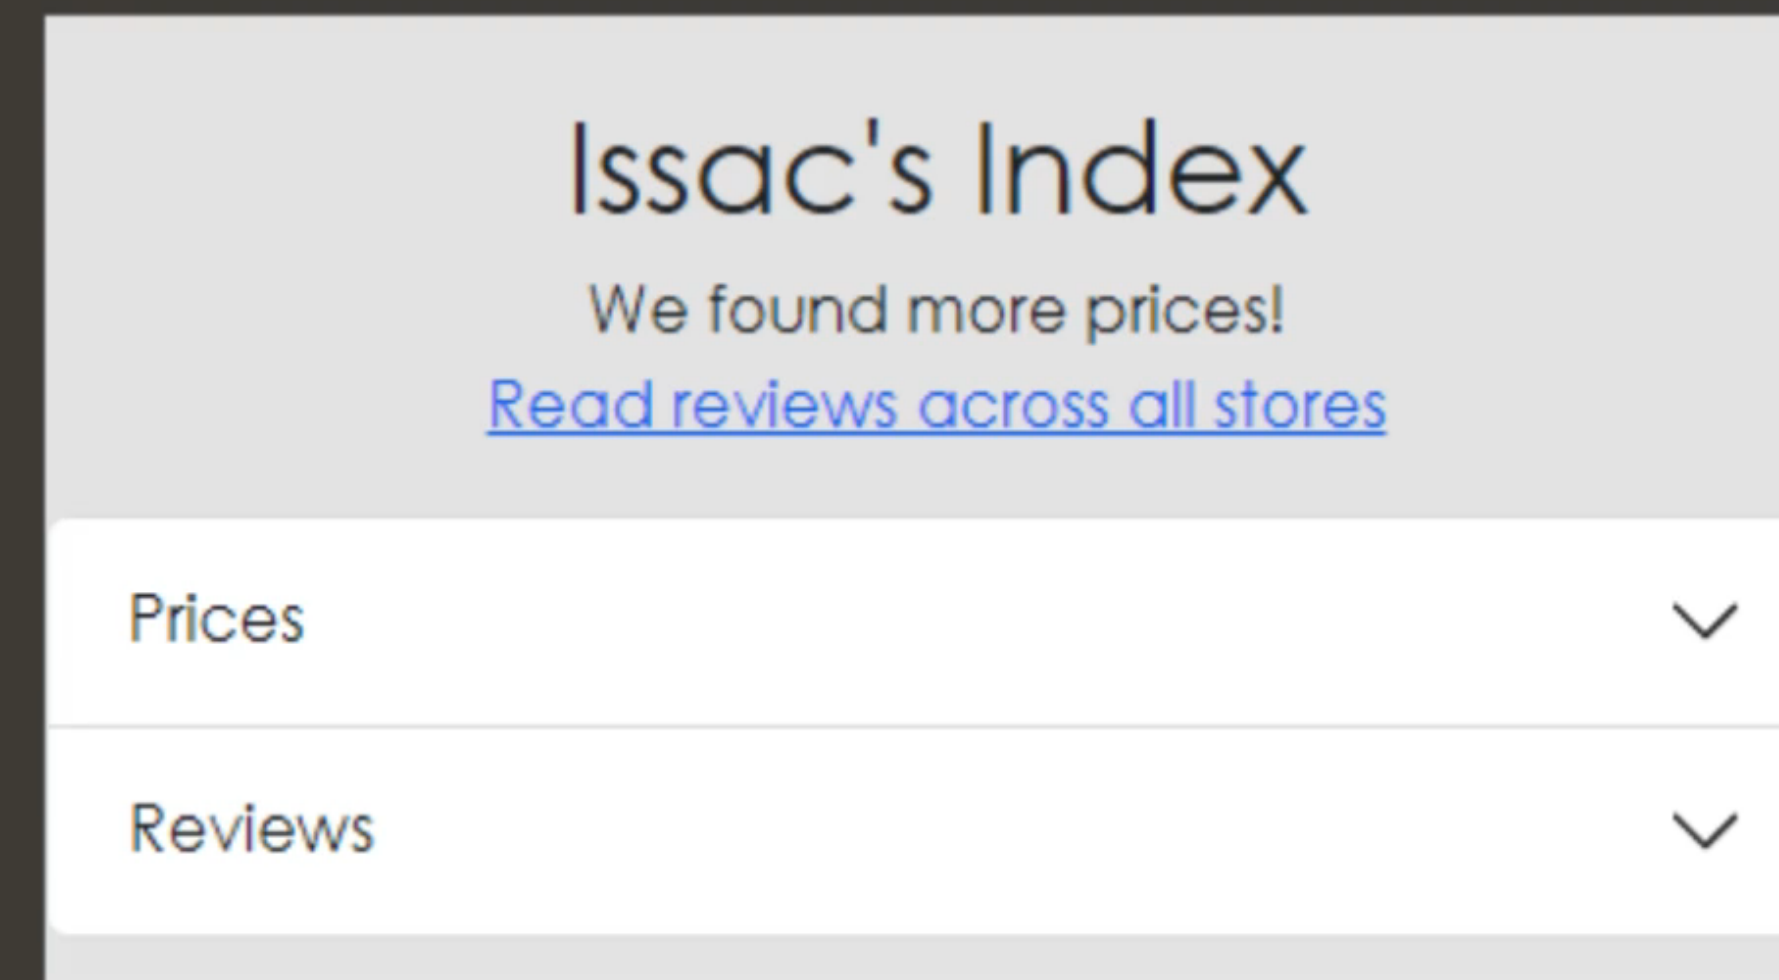 Issac's Index
We found more prices!
Read reviews across all stores
Prices
Reviews